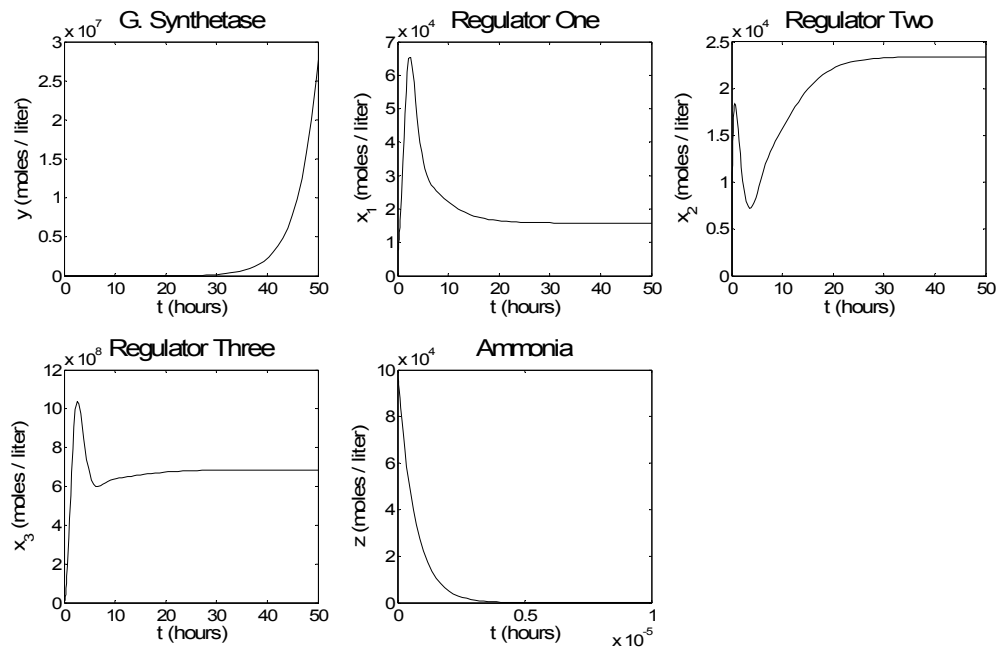 G. Synthetase
x 10^7
3
2.5
2
1.5
1
0.5
0
y (moles / liter)
0 10 20 30 40 50
t (hours)
Regulator One
x 10^4
7
6
5
4
3
2
1
0
x_1 (moles / liter)
0 10 20 30 40 50
t (hours)
Regulator Two
x 10^4
2.5
2
1.5
1
0.5
0
x_2 (moles / liter)
0 10 20 30 40 50
t (hours)
Regulator Three
x 10^8
12
10
8
6
4
2
0
x_3 (moles / liter)
0 10 20 30 40 50
t (hours)
Ammonia
x 10^4
10
8
6
4
2
0
z (moles / liter)
0 0.5 1
t (hours)
x 10^-5